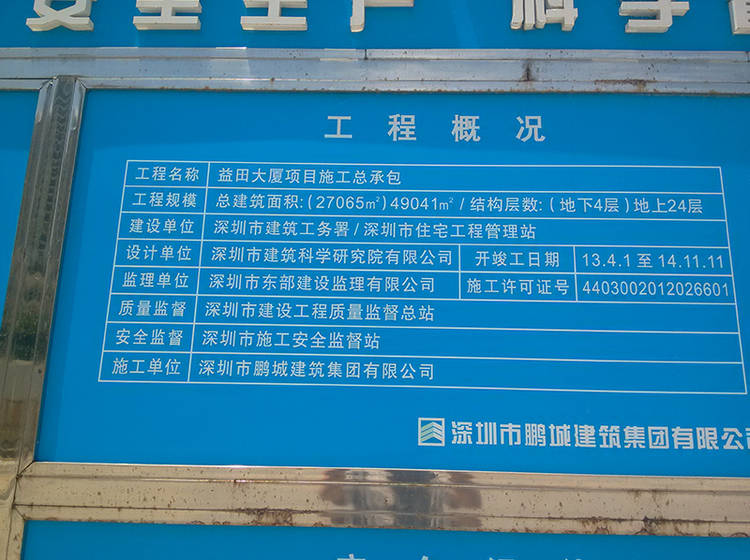 安全生产 科学
工程概况
工程名称 益田大厦项目施工总承包
工程规模 总建筑面积:(27065㎡)49041㎡ / 结构层数:(地下4层)地上24层
建设单位 深圳市建筑工务署 / 深圳市住宅工程管理站
设计单位 深圳市建筑科学研究院有限公司 开竣工日期 13.4.1 至 14.11.11
监理单位 深圳市东部建设监理有限公司 施工许可证号 4403002012026601
质量监督 深圳市建设工程质量监督总站
安全监督 深圳市施工安全监督站
施工单位 深圳市鹏城建筑集团有限公司
深圳市鹏城建筑集团有限公司